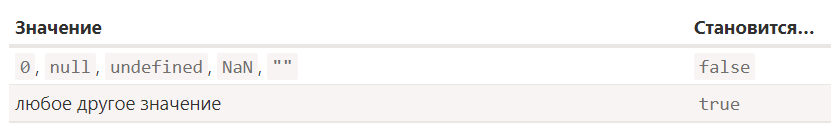 Значение Становится...
0, null, undefined, NaN, "" false
любое другое значение true